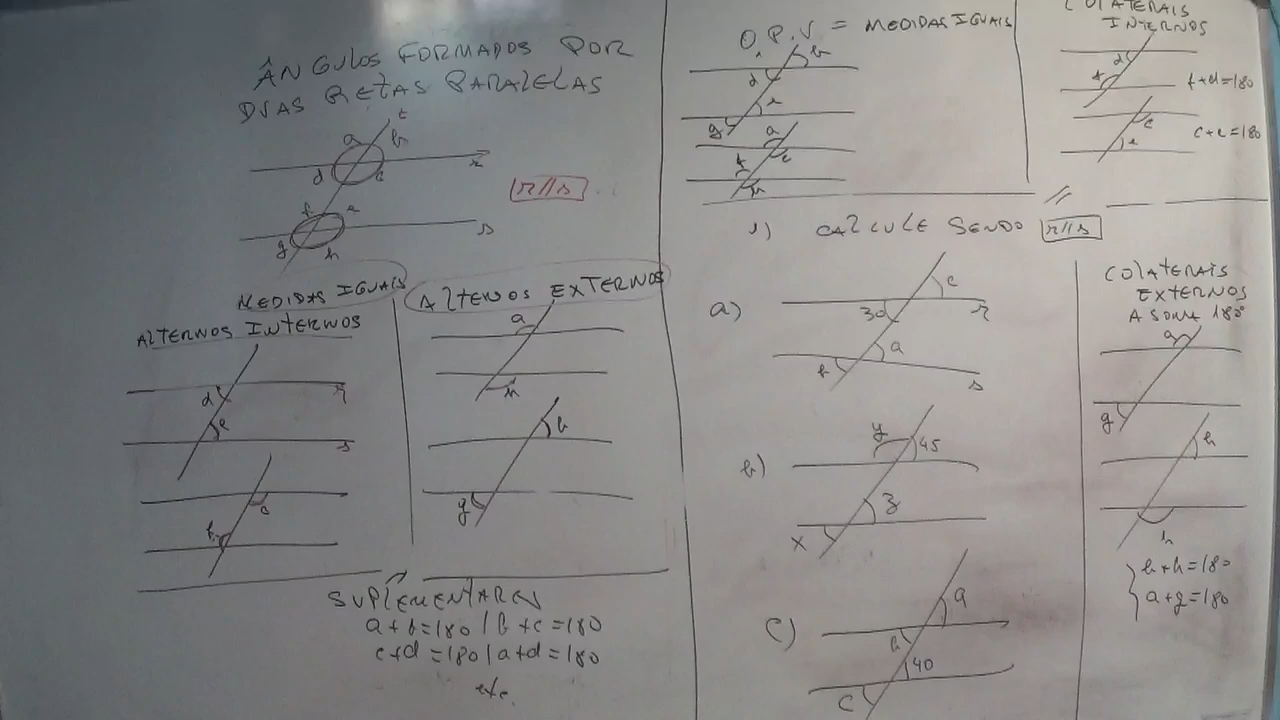 ÂNGULOS FORMADOS POR
DUAS RETAS PARALELAS
t
a b
r
d c
r//s
f e
s
g h
MEDIDAS IGUAIS
ALTERNOS INTERNOS
d
r
e
s
c
f
ALTENOS EXTERNOS
a
h
b
g
SUPLEMENTARES
a+b=180 | b+c=180
c+d=180 | a+d=180
etc
O.P.V = MEDIDAS IGUAIS
b
d
e
g
a
c
f
h
COLATERAIS
INTERNOS
d
f
f+d=180
c
c+e=180
e
1) CALCULE SENDO r//s
a)
c
30
r
a
b
s
b)
y
45
z
x
c)
a
b
40
c
COLATERAIS
EXTERNOS
A SOMA 180°
a
g
b
h
b+h=180
a+g=180